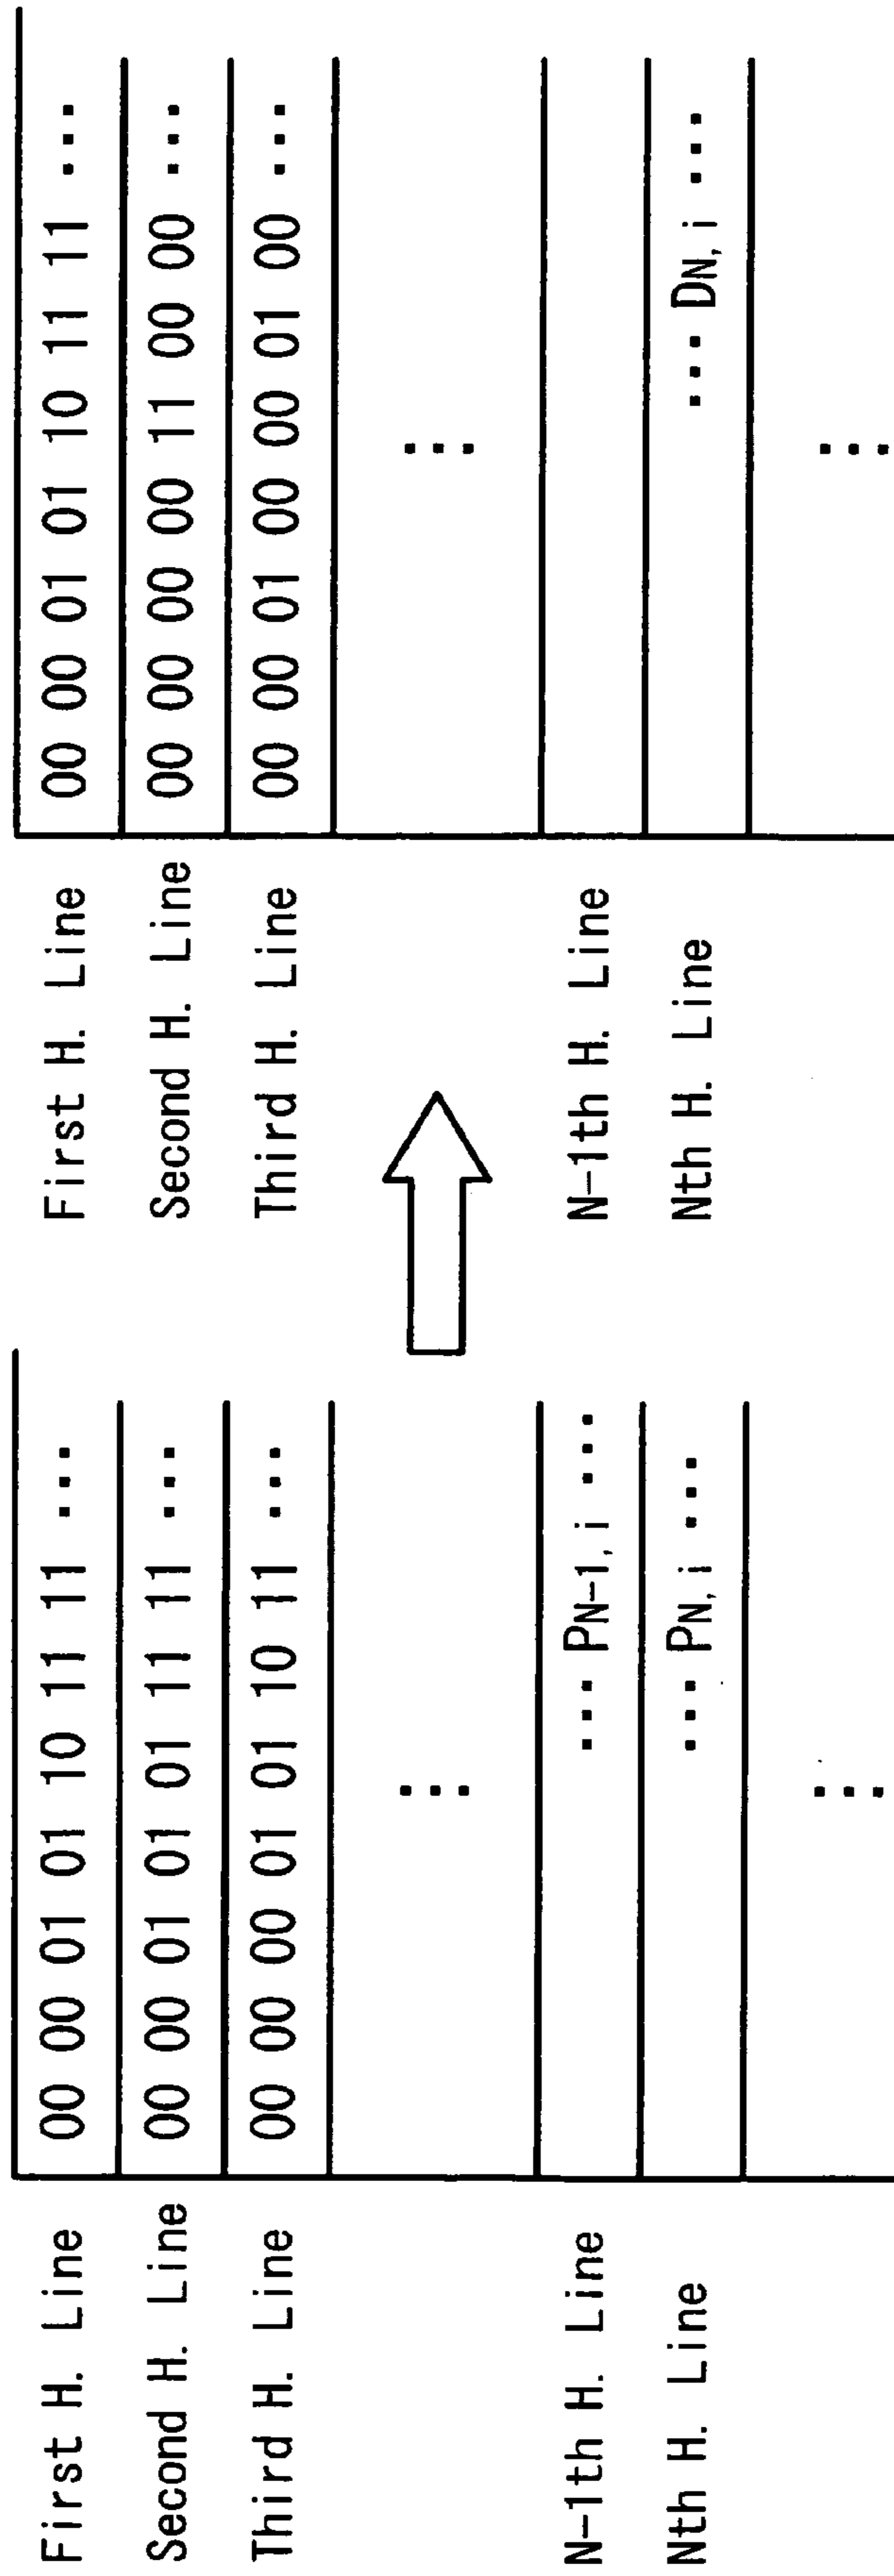 First H. Line 00 00 01 01 10 11 11 ...
Second H. Line 00 00 01 01 01 11 11 ...
Third H. Line 00 00 00 01 01 10 11 ...
...
N-1th H. Line ... PN-1, i ...
Nth H. Line ... PN, i ...
...
First H. Line 00 00 01 01 10 11 11 ...
Second H. Line 00 00 00 00 11 00 00 ...
Third H. Line 00 00 01 00 00 01 00 ...
...
N-1th H. Line
Nth H. Line ... DN, i ...
...